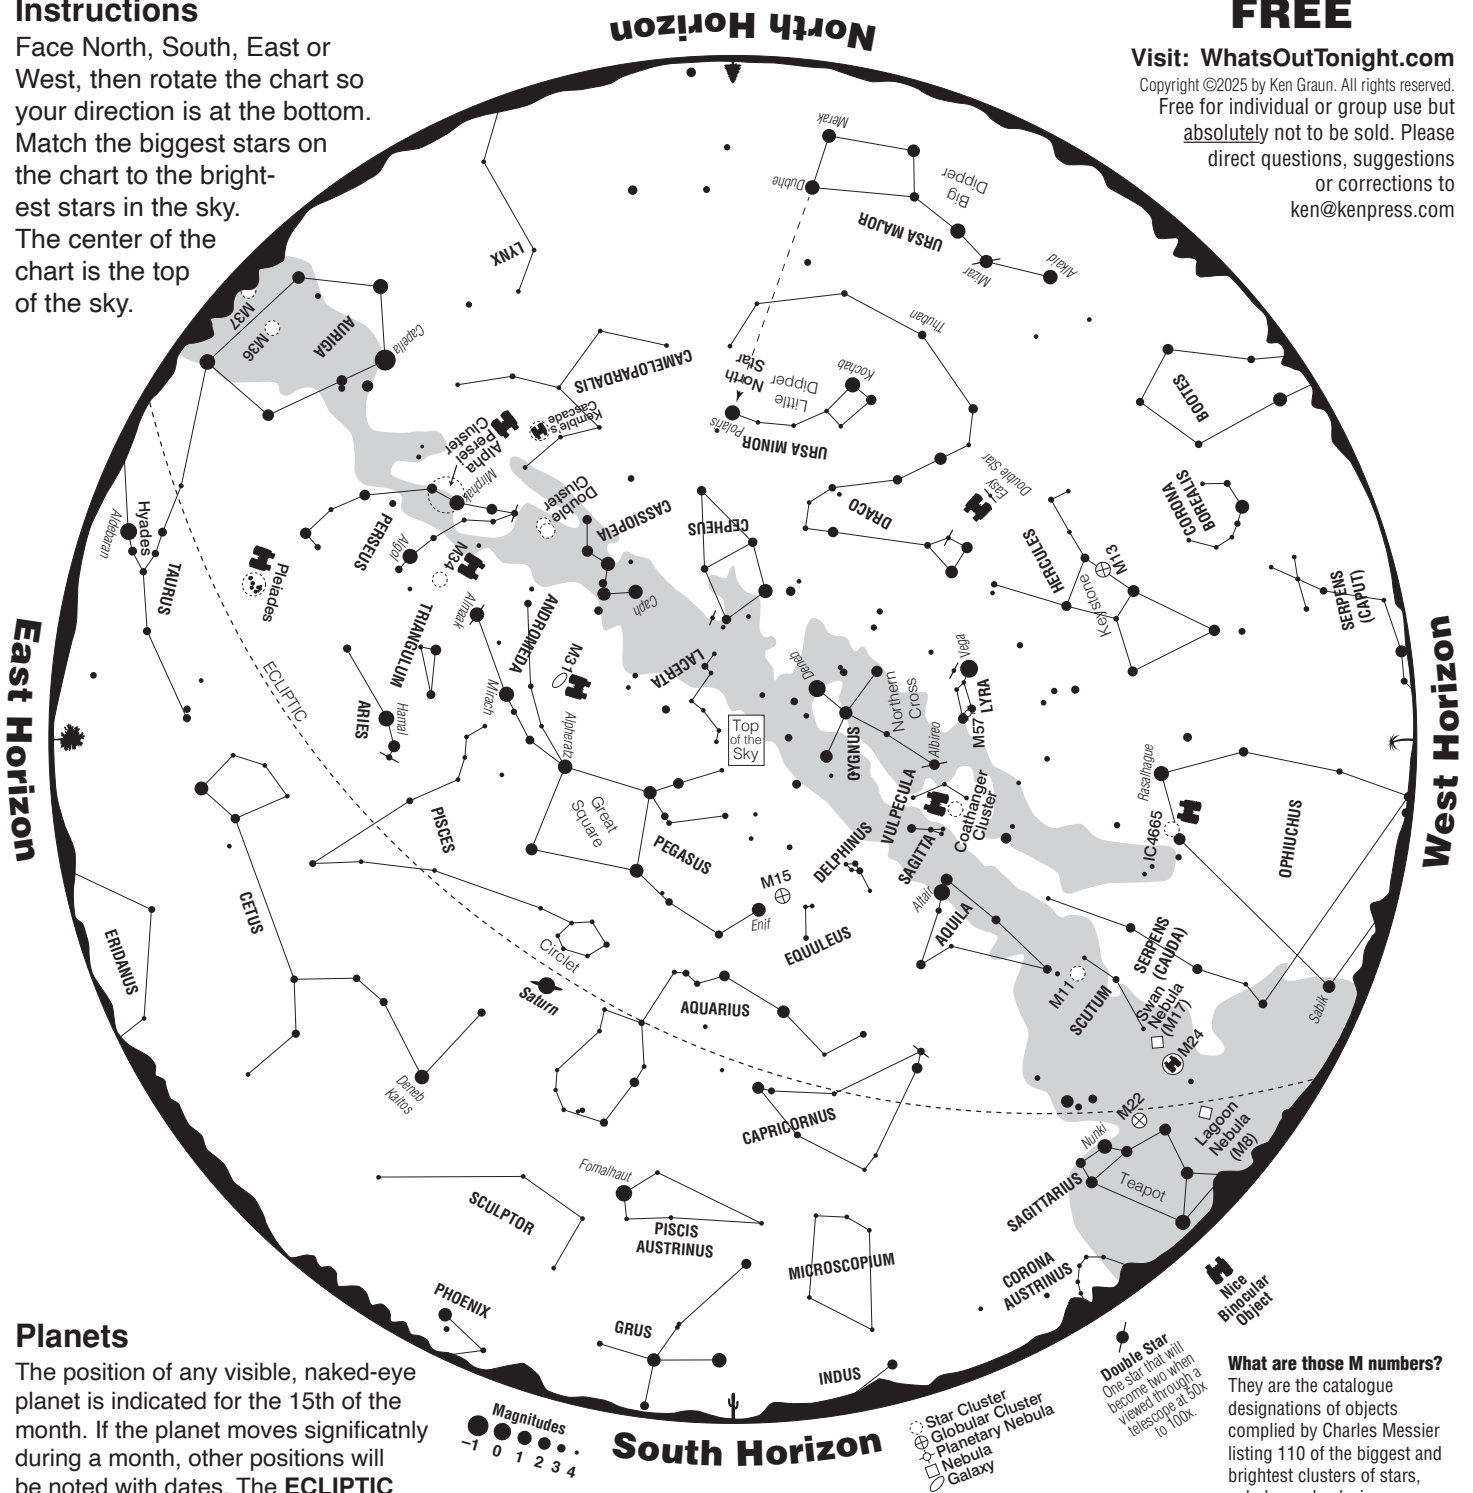 Instructions
Face North, South, East or
West, then rotate the chart so
your direction is at the bottom.
Match the biggest stars on
the chart to the bright-
est stars in the sky.
The center of the
chart is the top
of the sky.
North Horizon
FREE
Visit: WhatsOutTonight.com
Copyright ©2025 by Ken Graun. All rights reserved.
Free for individual or group use but
absolutely not to be sold. Please
direct questions, suggestions
or corrections to
ken@kenpress.com
Merak
Dubhe
Big
Dipper
URSA MAJOR
Mizar
Alkaid
LYNX
M37
M36
AURIGA
Capella
CAMELOPARDALIS
Kemble's
Cascade
North
Star
Thuban
Kochab
Little
Dipper
Polaris
URSA MINOR
BOOTES
Alpha
Persei
Cluster
Mirphak
Double
Cluster
CASSIOPEIA
CEPHEUS
DRACO
Easy
Double Star
CORONA
BOREALIS
Aldebaran
Hyades
TAURUS
Pleiades
PERSEUS
Algol
M34
Almaak
TRIANGULUM
ANDROMEDA
Caph
HERCULES
M13
Keystone
SERPENS
(CAPUT)
East Horizon
ECLIPTIC
ARIES
Hamal
Mirach
M31
Alpheratz
LACERTA
Deneb
Northern
Cross
Vega
LYRA
M57
CYGNUS
Albireo
Top
of the
Sky
West Horizon
Rasalhague
IC4665
OPHIUCHUS
PISCES
Great
Square
PEGASUS
VULPECULA
Coathanger
Cluster
SAGITTA
DELPHINUS
M15
Enif
EQUULEUS
Altair
AQUILA
CETUS
ERIDANUS
Circlet
Saturn
AQUARIUS
M11
SCUTUM
SERPENS
(CAUDA)
Swan
Nebula
(M17)
M24
Sabik
Deneb
Kaitos
CAPRICORNUS
M22
Nunki
Lagoon
Nebula
(M8)
Teapot
SAGITTARIUS
SCULPTOR
Fomalhaut
PISCIS
AUSTRINUS
MICROSCOPIUM
CORONA
AUSTRINUS
PHOENIX
GRUS
INDUS
Nice
Binocular
Object
Planets
The position of any visible, naked-eye
planet is indicated for the 15th of the
month. If the planet moves significatnly
during a month, other positions will
be noted with dates. The ECLIPTIC
Magnitudes
–1 0 1 2 3 4
South Horizon
Star Cluster
Globular Cluster
Planetary Nebula
Nebula
Galaxy
Double Star
One star that will
become two when
viewed through a
telescope at 50x
to 100x.
What are those M numbers?
They are the catalogue
designations of objects
complied by Charles Messier
listing 110 of the biggest and
brightest clusters of stars,